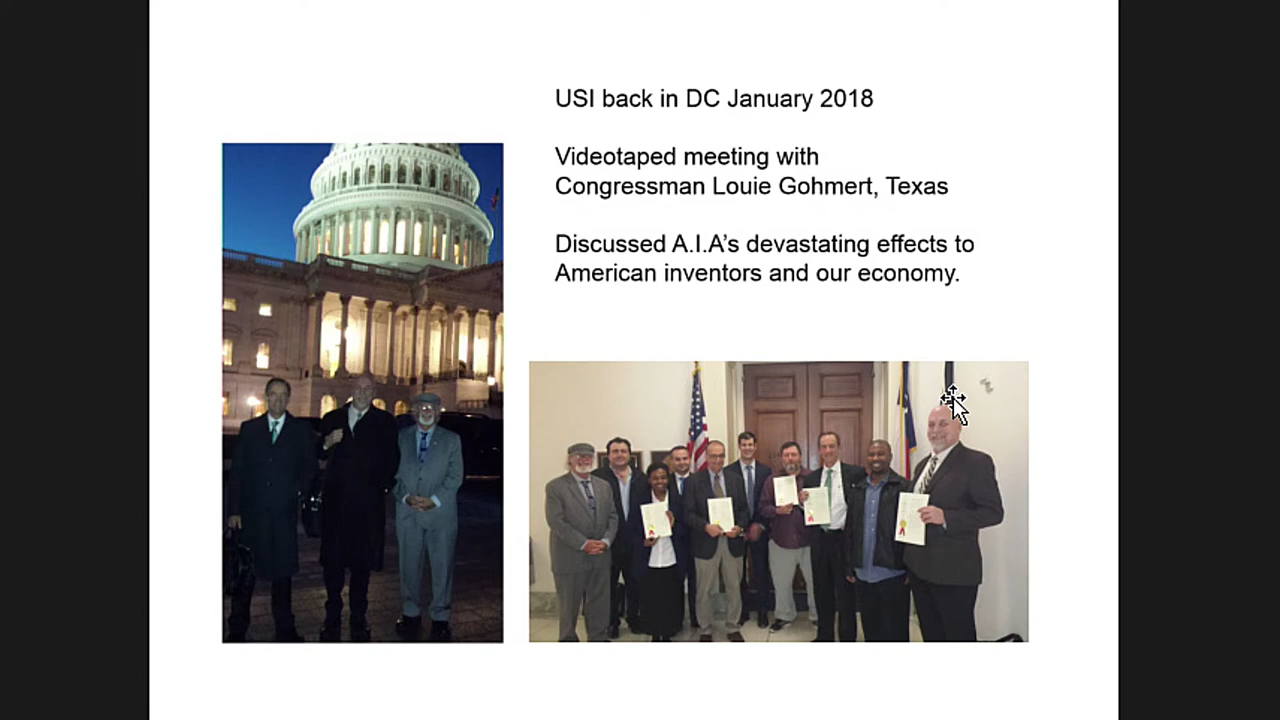 USI back in DC January 2018
Videotaped meeting with
Congressman Louie Gohmert, Texas
Discussed A.I.A’s devastating effects to
American inventors and our economy.